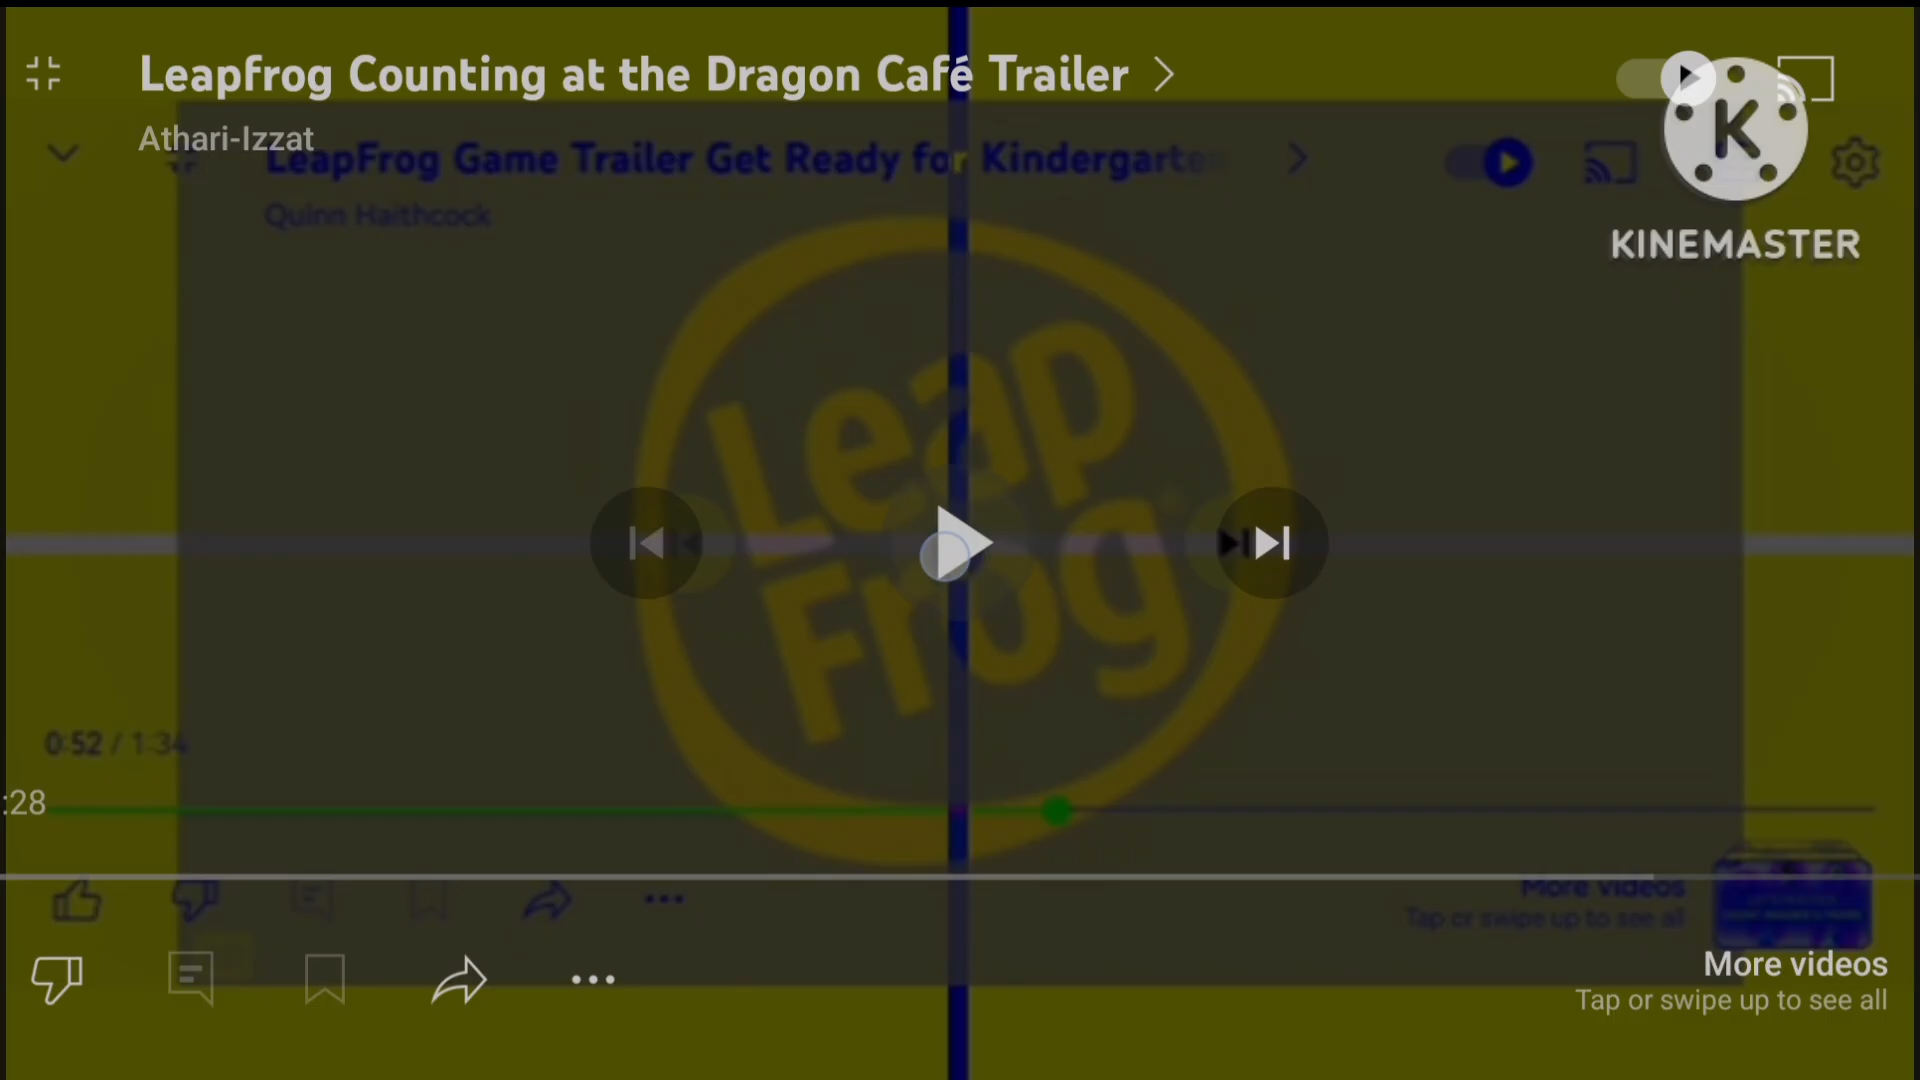 Leapfrog Counting at the Dragon Café Trailer
Athari-Izzat
LeapFrog Game Trailer Get Ready for Kindergarten
Quinn Haithcock
K
KINEMASTER
Leap
Frog
0:52 / 1:34
:28
More videos
Tap or swipe up to see all
More videos
Tap or swipe up to see all